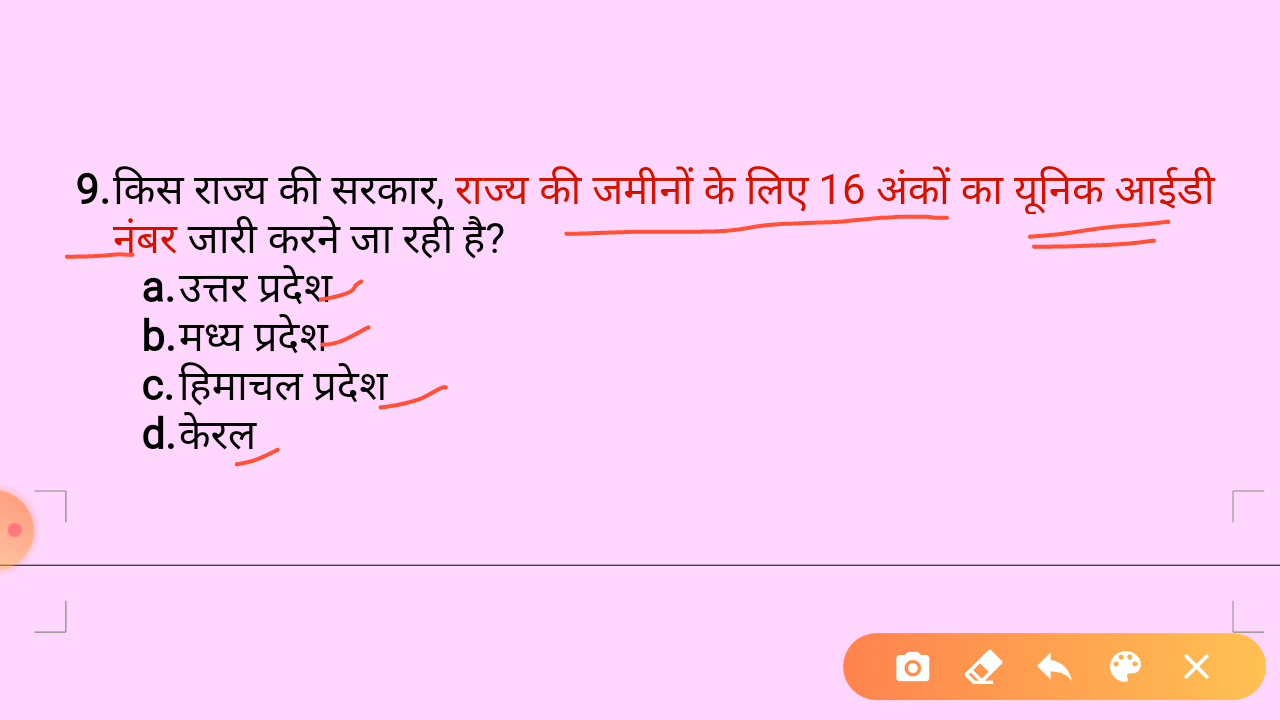 9.किस राज्य की सरकार, राज्य की जमीनों के लिए 16 अंकों का यूनिक आईडी
नंबर जारी करने जा रही है?
a.उत्तर प्रदेश
b.मध्य प्रदेश
c.हिमाचल प्रदेश
d.केरल